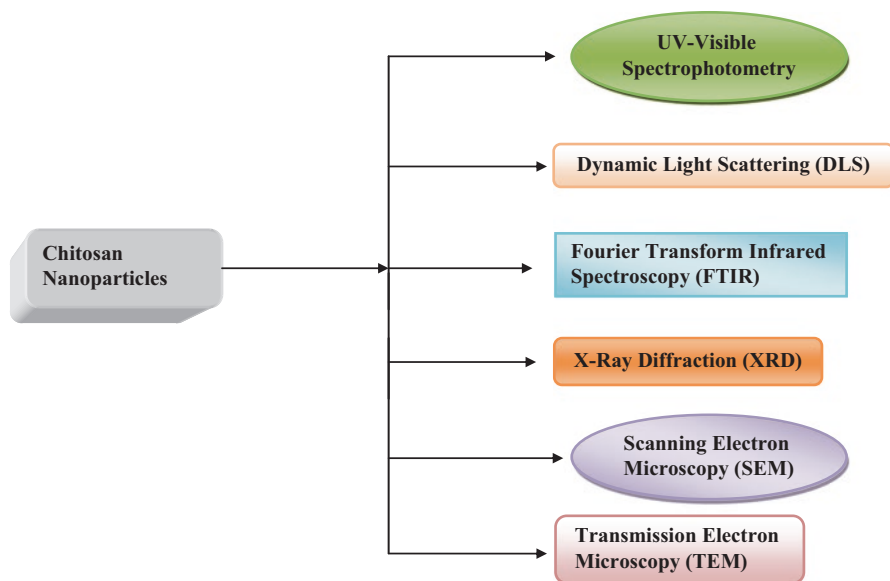 UV-Visible
Spectrophotometry
Dynamic Light Scattering (DLS)
Chitosan
Nanoparticles
Fourier Transform Infrared
Spectroscopy (FTIR)
X-Ray Diffraction (XRD)
Scanning Electron
Microscopy (SEM)
Transmission Electron
Microscopy (TEM)